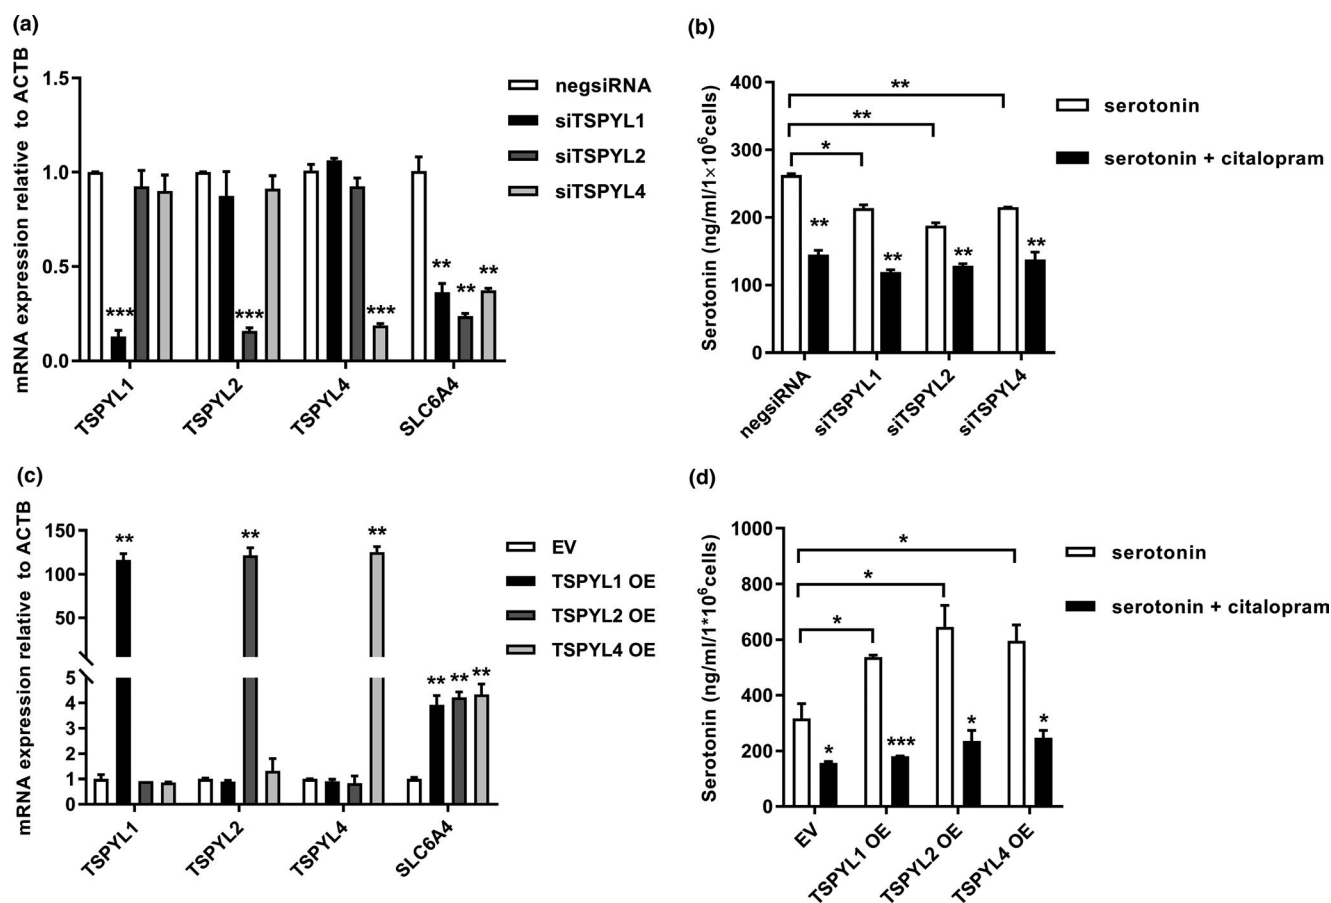 (a)
mRNA expression relative to ACTB
1.5
1.0
0.5
0.0
***
***
***
**
**
**
TSPYL1
TSPYL2
TSPYL4
SLC6A4
negsiRNA
siTSPYL1
siTSPYL2
siTSPYL4
(b)
Serotonin (ng/ml/1×10⁶cells)
400
300
200
100
0
**
**
*
**
**
**
**
negsiRNA
siTSPYL1
siTSPYL2
siTSPYL4
serotonin
serotonin + citalopram
(c)
mRNA expression relative to ACTB
150
100
50
5
4
3
2
1
0
**
**
**
**
**
**
TSPYL1
TSPYL2
TSPYL4
SLC6A4
EV
TSPYL1 OE
TSPYL2 OE
TSPYL4 OE
(d)
Serotonin (ng/ml/1*10⁶cells)
1000
800
600
400
200
0
*
*
*
*
***
*
*
EV
TSPYL1 OE
TSPYL2 OE
TSPYL4 OE
serotonin
serotonin + citalopram